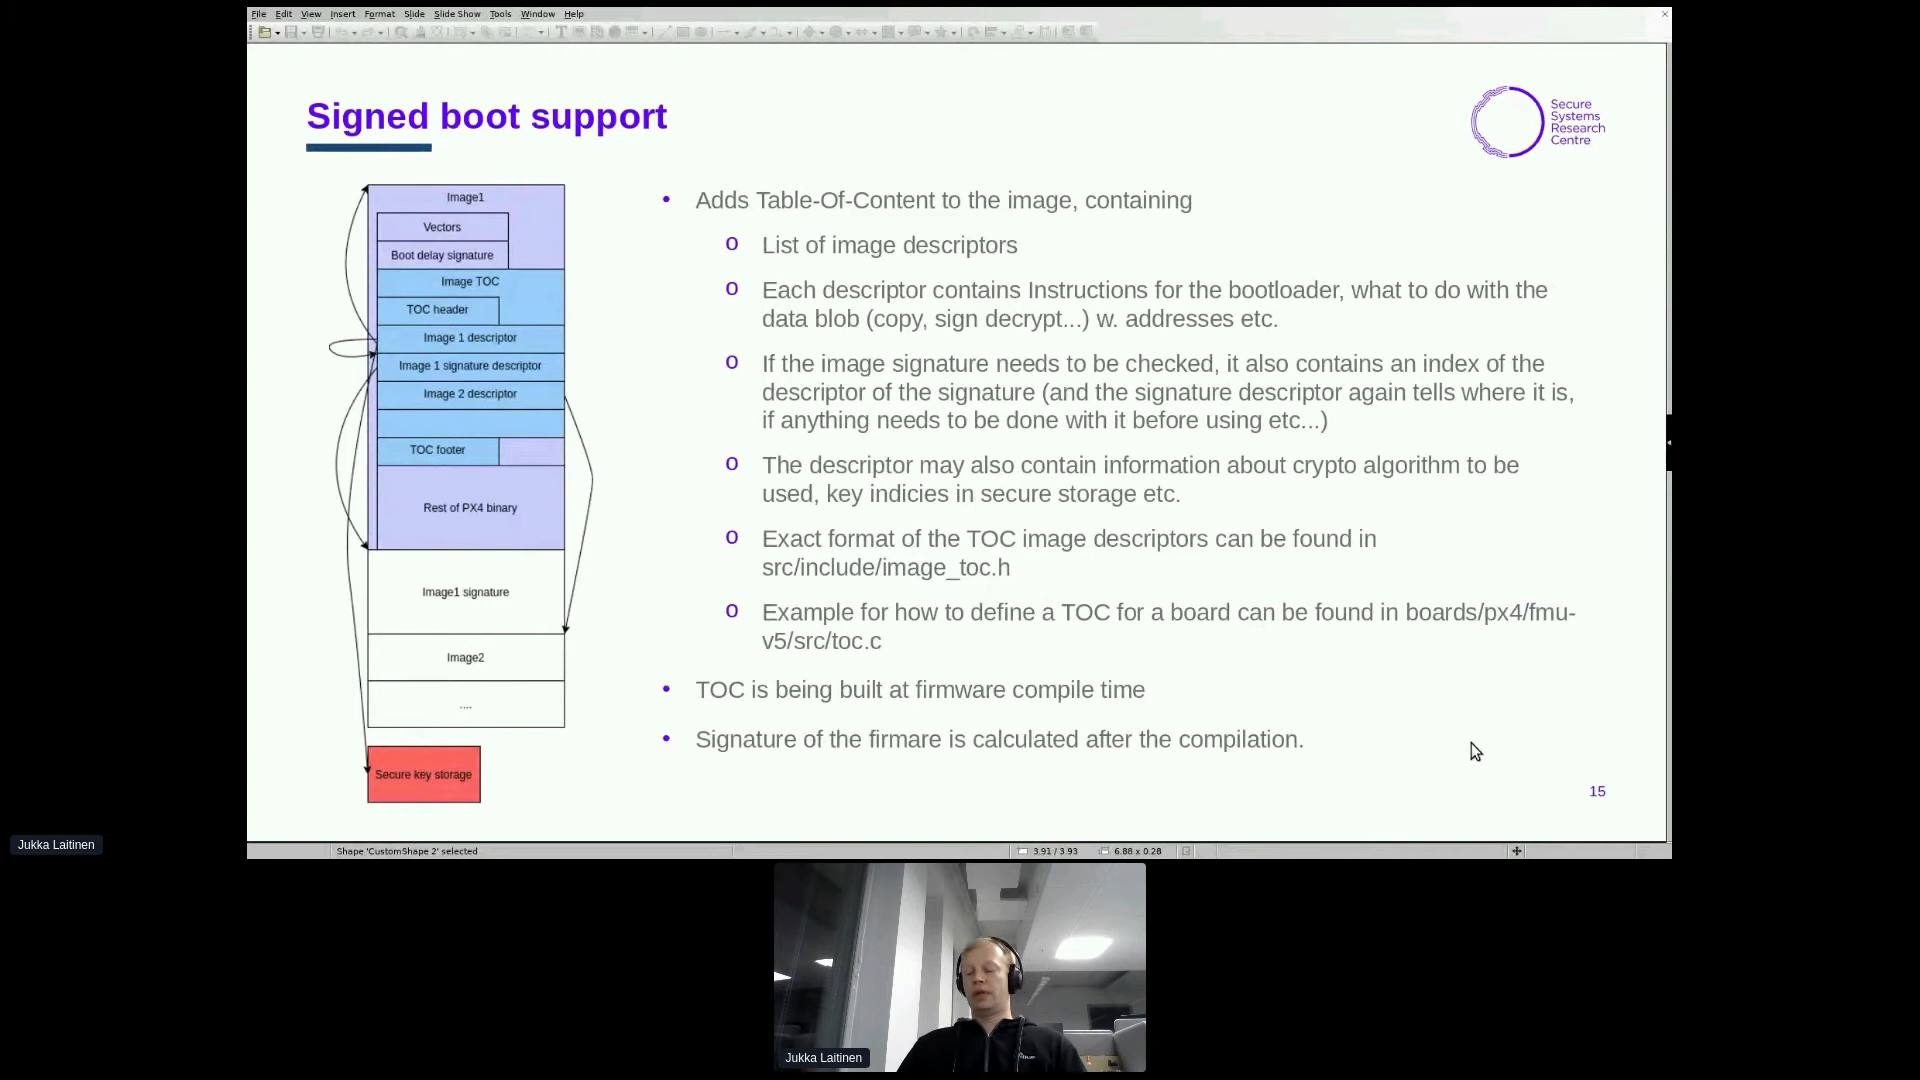 File Edit View Insert Format Slide Slide Show Tools Window Help
Signed boot support
Secure
Systems
Research
Centre
Image1
Vectors
Boot delay signature
Image TOC
TOC header
Image 1 descriptor
Image 1 signature descriptor
Image 2 descriptor
TOC footer
Rest of PX4 binary
Image1 signature
Image2
....
Secure key storage
• Adds Table-Of-Content to the image, containing
o List of image descriptors
o Each descriptor contains Instructions for the bootloader, what to do with the
data blob (copy, sign decrypt...) w. addresses etc.
o If the image signature needs to be checked, it also contains an index of the
descriptor of the signature (and the signature descriptor again tells where it is,
if anything needs to be done with it before using etc...)
o The descriptor may also contain information about crypto algorithm to be
used, key indicies in secure storage etc.
o Exact format of the TOC image descriptors can be found in
src/include/image_toc.h
o Example for how to define a TOC for a board can be found in boards/px4/fmu-
v5/src/toc.c
• TOC is being built at firmware compile time
• Signature of the firmare is calculated after the compilation.
15
Shape 'CustomShape 2' selected
3.91 / 3.93
6.88 x 0.28
Jukka Laitinen
Jukka Laitinen